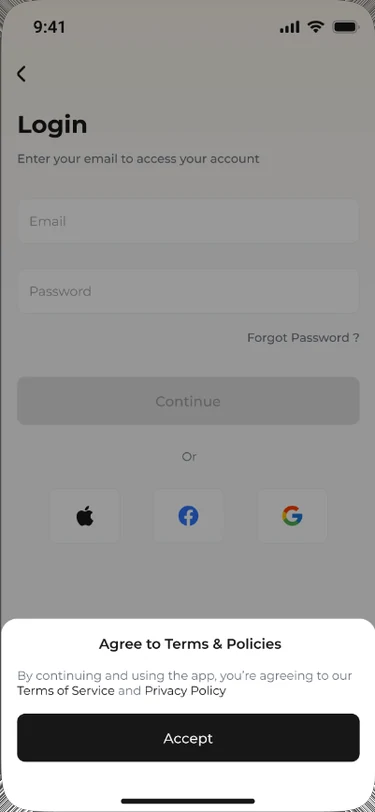 9:41
Login
Enter your email to access your account
Email
Password
Forgot Password ?
Continue
Or
Agree to Terms & Policies
By continuing and using the app, you're agreeing to our
Terms of Service and Privacy Policy
Accept